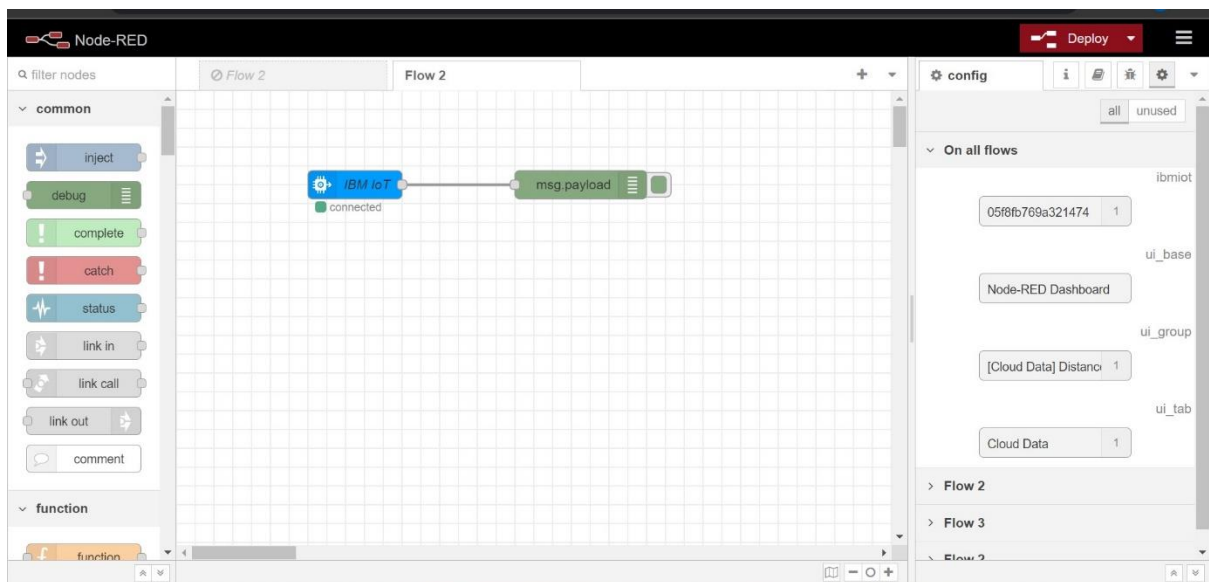 Node-RED
Deploy
filter nodes
Flow 2
Flow 2
config
i
all
unused
common
inject
debug
complete
catch
status
link in
link call
link out
comment
function
function
IBM IoT
connected
msg.payload
On all flows
ibmiot
05f8fb769a321474 1
ui_base
Node-RED Dashboard
ui_group
[Cloud Data] Distanc 1
ui_tab
Cloud Data 1
Flow 2
Flow 3
Flow 2